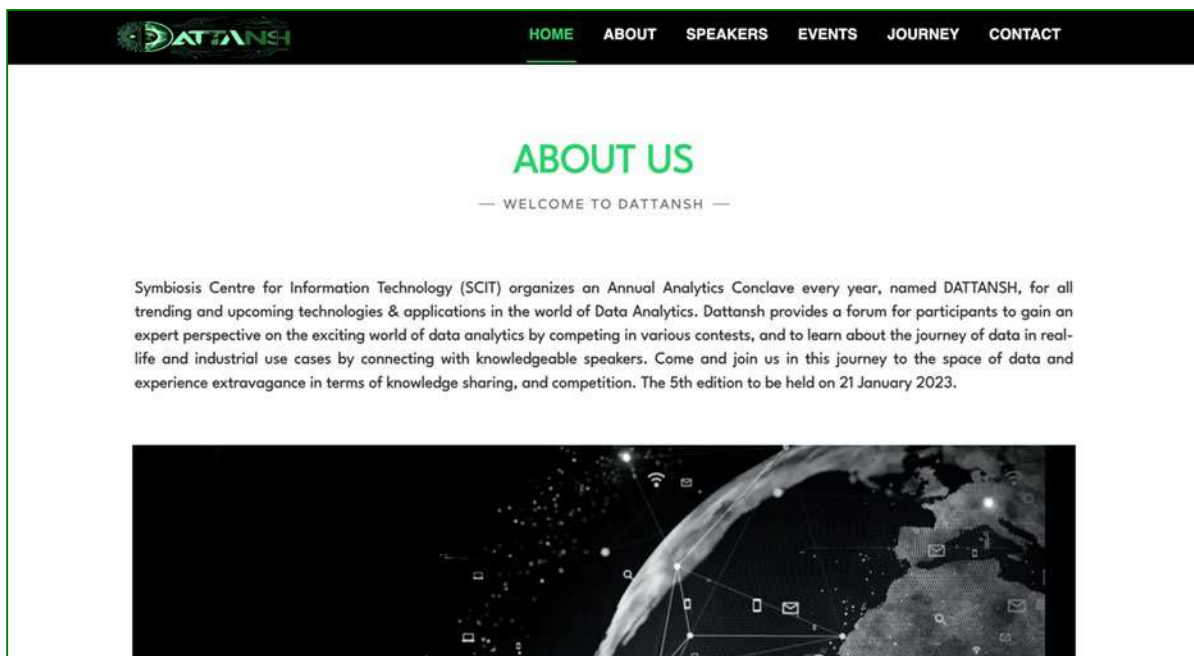 DATTANSH
HOME ABOUT SPEAKERS EVENTS JOURNEY CONTACT
ABOUT US
— WELCOME TO DATTANSH —
Symbiosis Centre for Information Technology (SCIT) organizes an Annual Analytics Conclave every year, named DATTANSH, for all
trending and upcoming technologies & applications in the world of Data Analytics. Dattansh provides a forum for participants to gain an
expert perspective on the exciting world of data analytics by competing in various contests, and to learn about the journey of data in real-
life and industrial use cases by connecting with knowledgeable speakers. Come and join us in this journey to the space of data and
experience extravagance in terms of knowledge sharing, and competition. The 5th edition to be held on 21 January 2023.